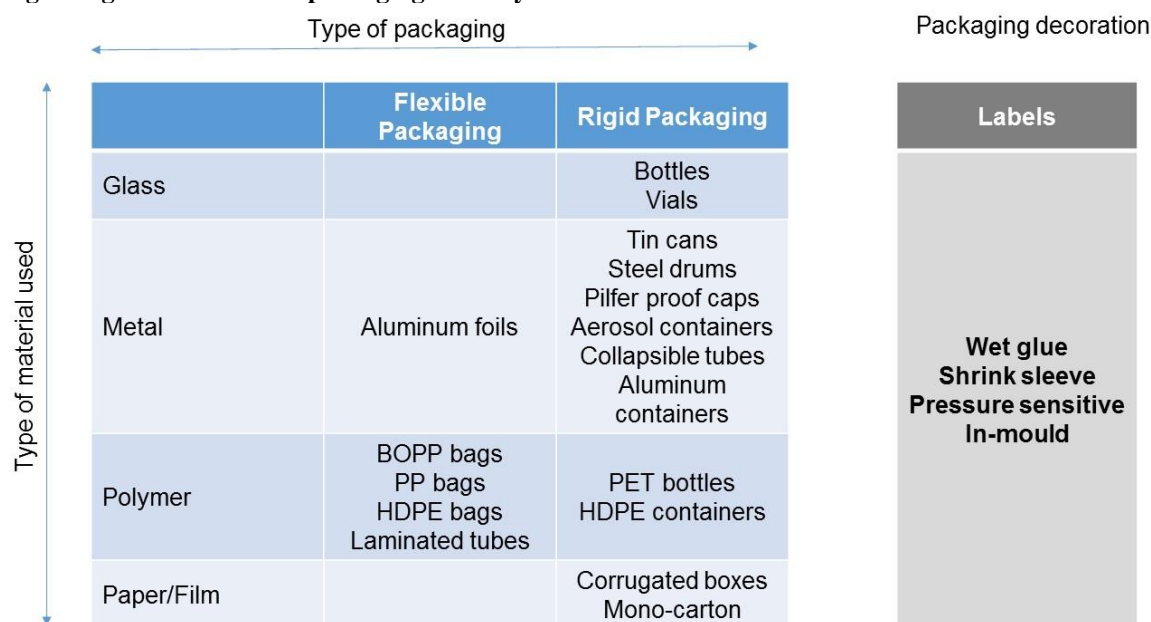 Type of packaging
Packaging decoration
Type of material used
Flexible
Packaging
Rigid Packaging
Labels
Glass
Bottles
Vials
Metal
Aluminum foils
Tin cans
Steel drums
Pilfer proof caps
Aerosol containers
Collapsible tubes
Aluminum
containers
Polymer
BOPP bags
PP bags
HDPE bags
Laminated tubes
PET bottles
HDPE containers
Paper/Film
Corrugated boxes
Mono-carton
Wet glue
Shrink sleeve
Pressure sensitive
In-mould